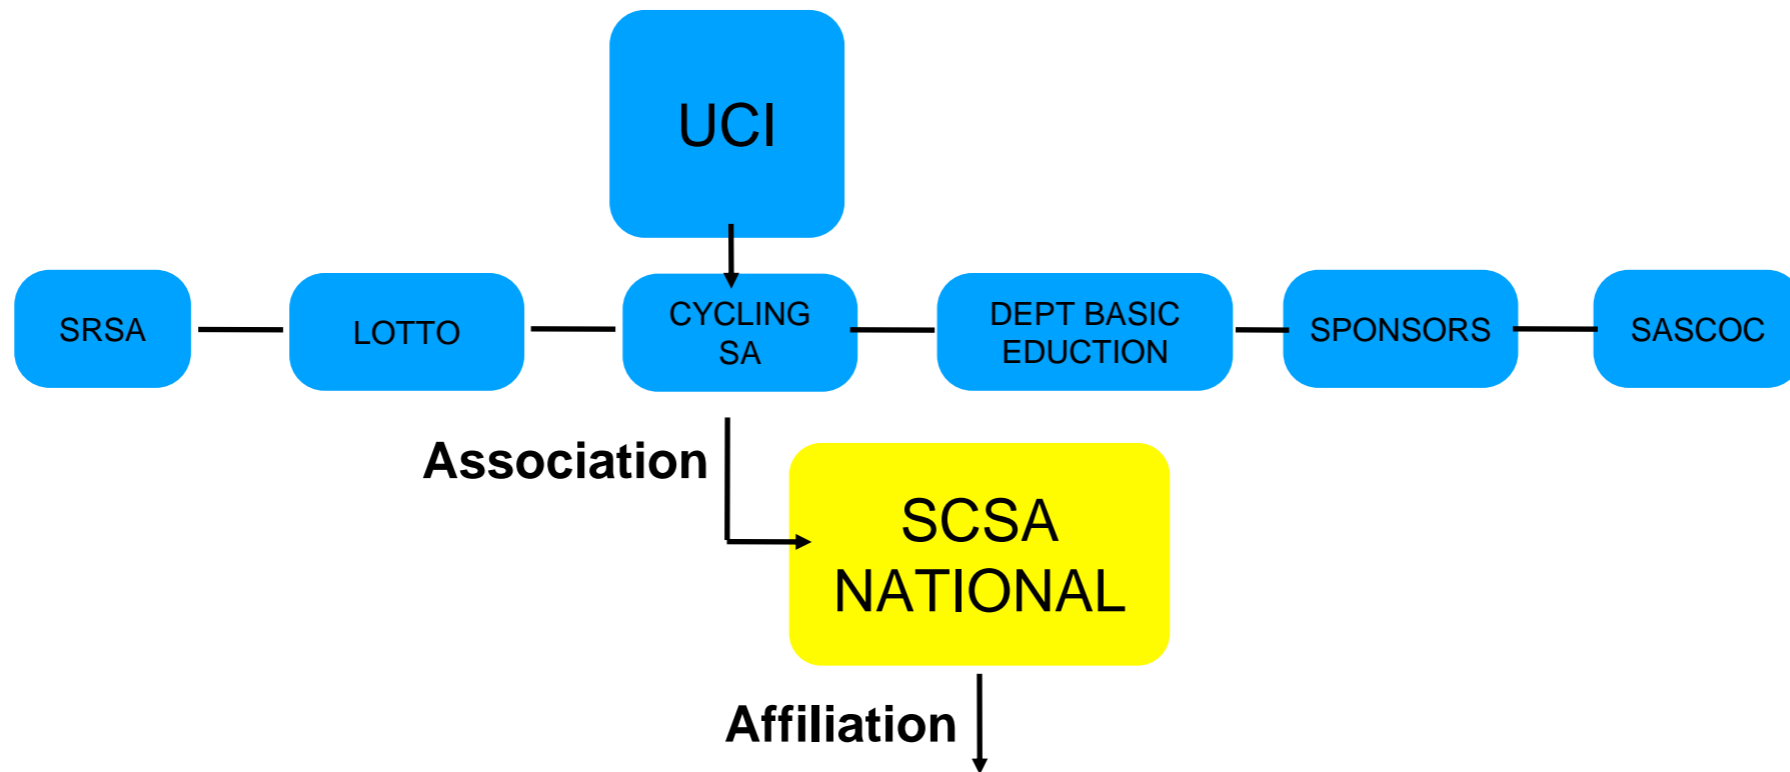 UCI
SRSA
LOTTO
CYCLING
SA
DEPT BASIC
EDUCTION
SPONSORS
SASCOC
Association
SCSA
NATIONAL
Affiliation